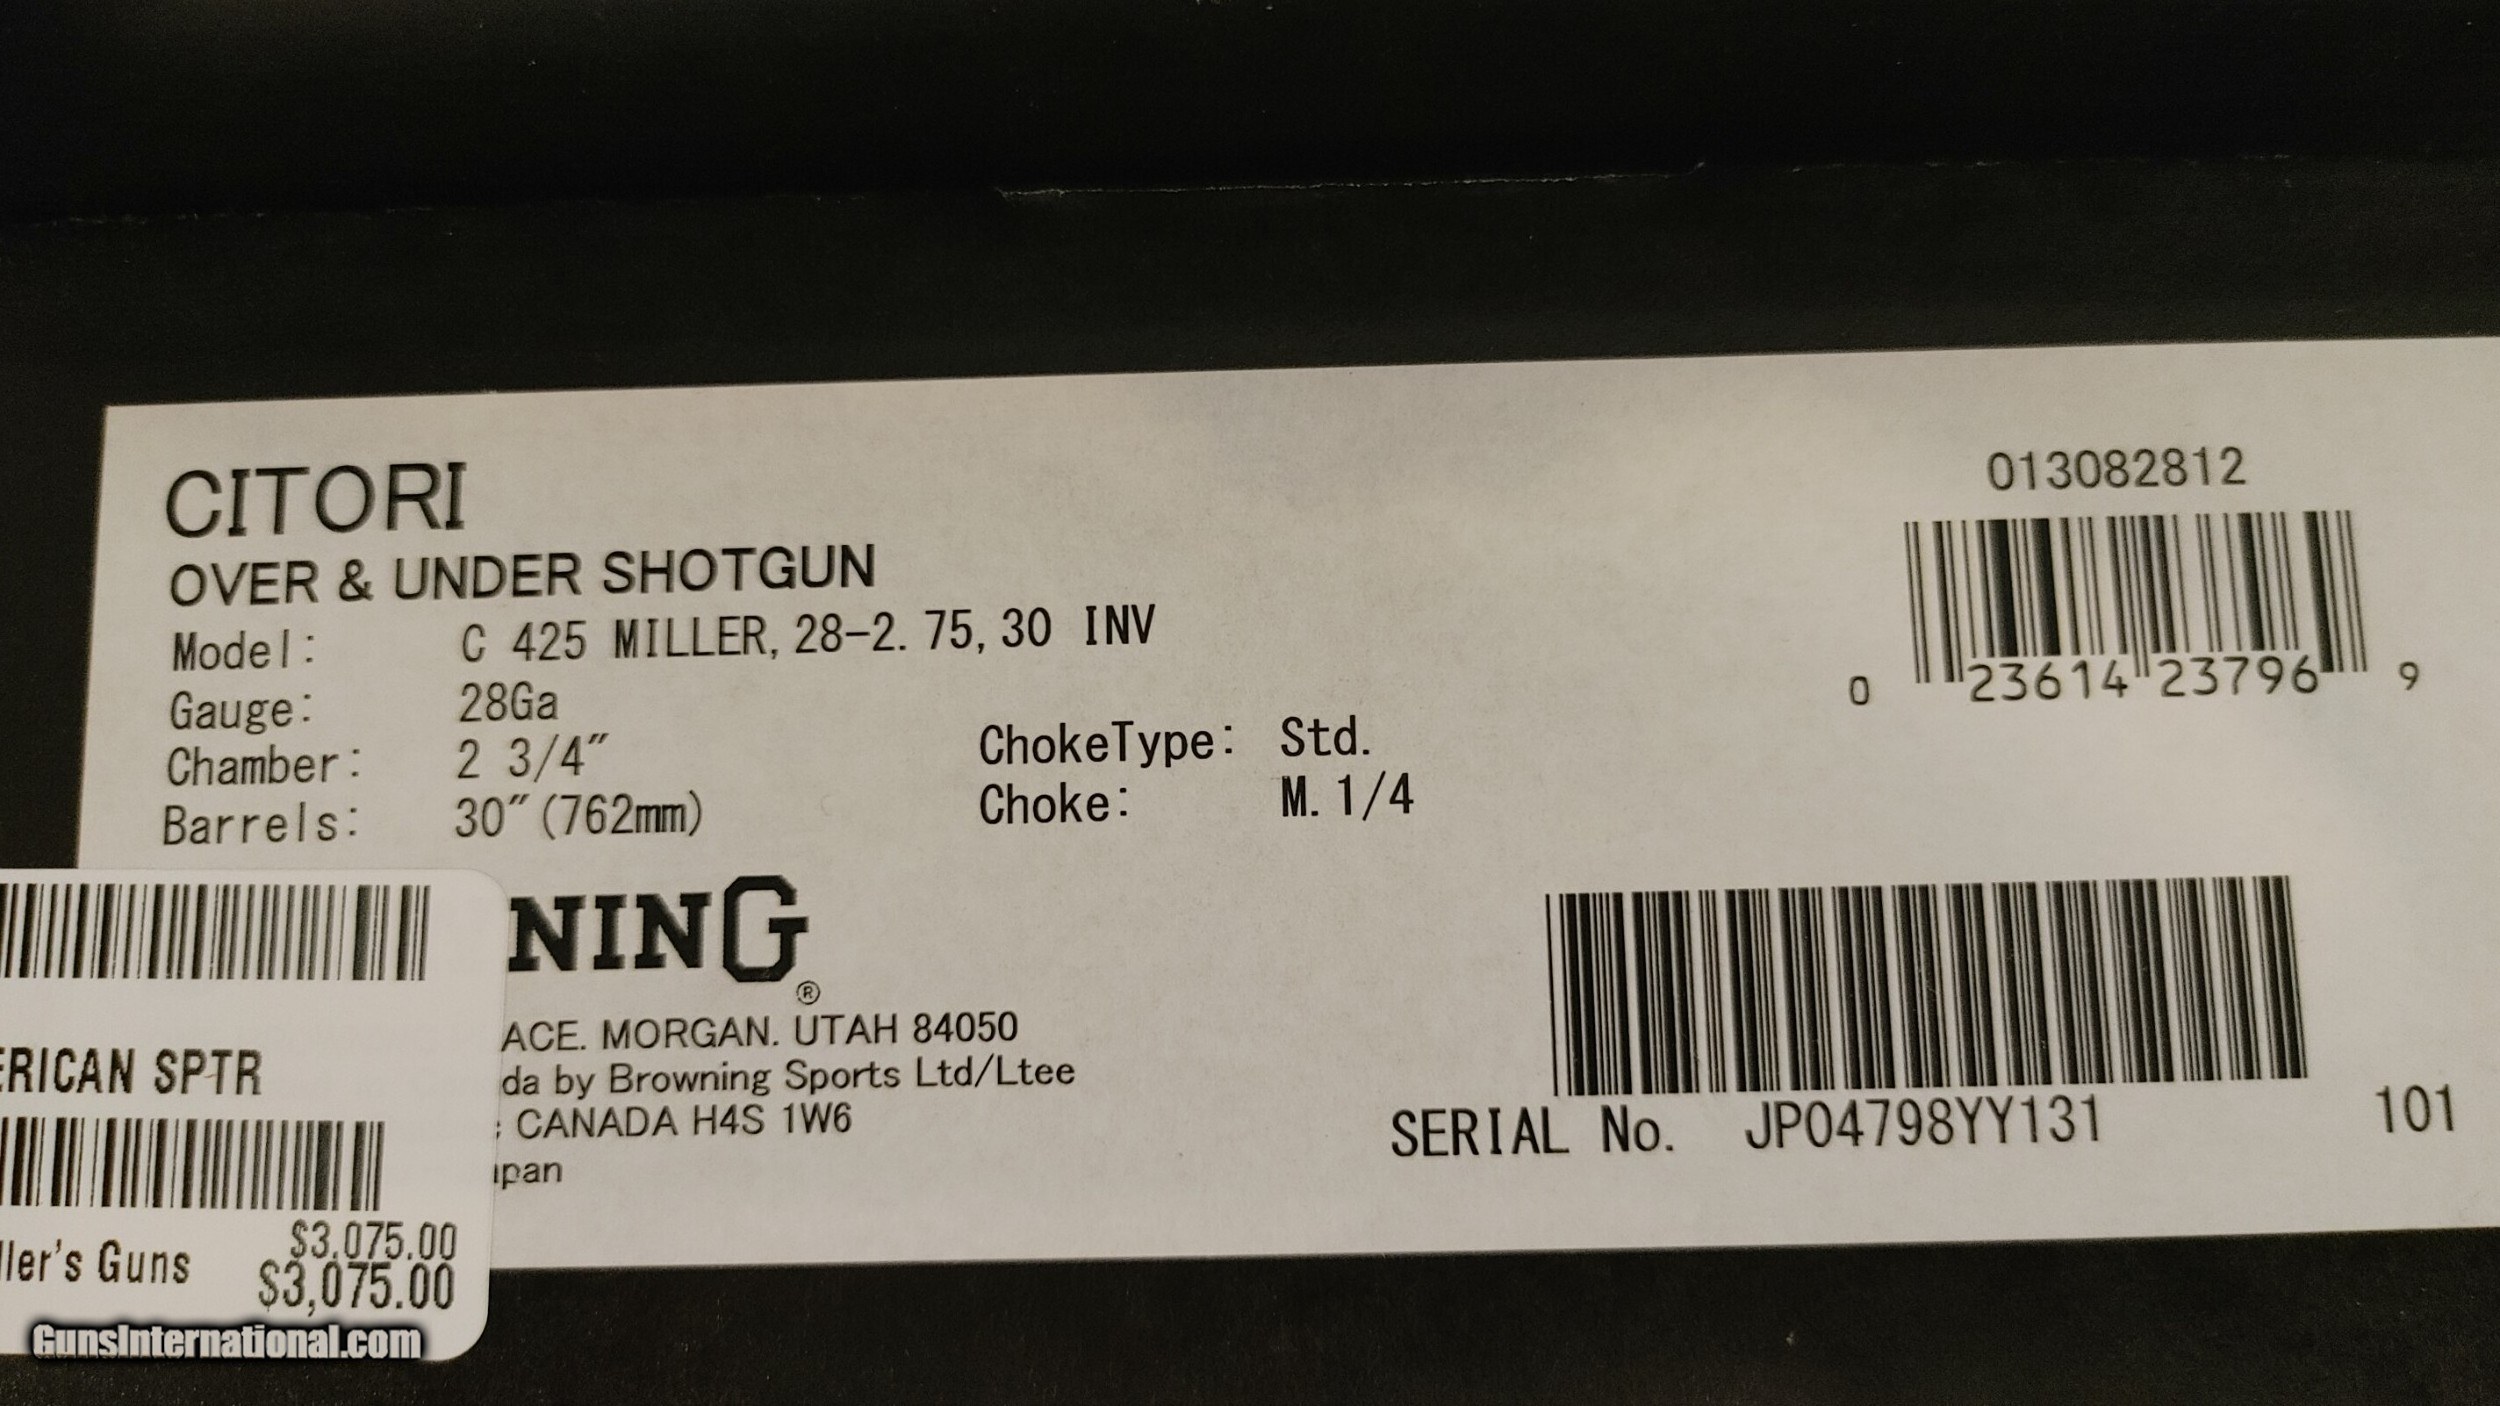 CITORI
OVER & UNDER SHOTGUN
Model: C 425 MILLER, 28-2.75, 30 INV
Gauge: 28Ga
Chamber: 2 3/4"
Barrels: 30" (762mm)
ChokeType: Std.
Choke: M. 1/4
013082812
0 23614 23796 9
NING®
ACE. MORGAN. UTAH 84050
da by Browning Sports Ltd/Ltee
: CANADA H4S 1W6
apan
SERIAL No. JP04798YY131
101
ERICAN SPTR
$3,075.00
ller's Guns
$3,075.00
GunsInternational.com